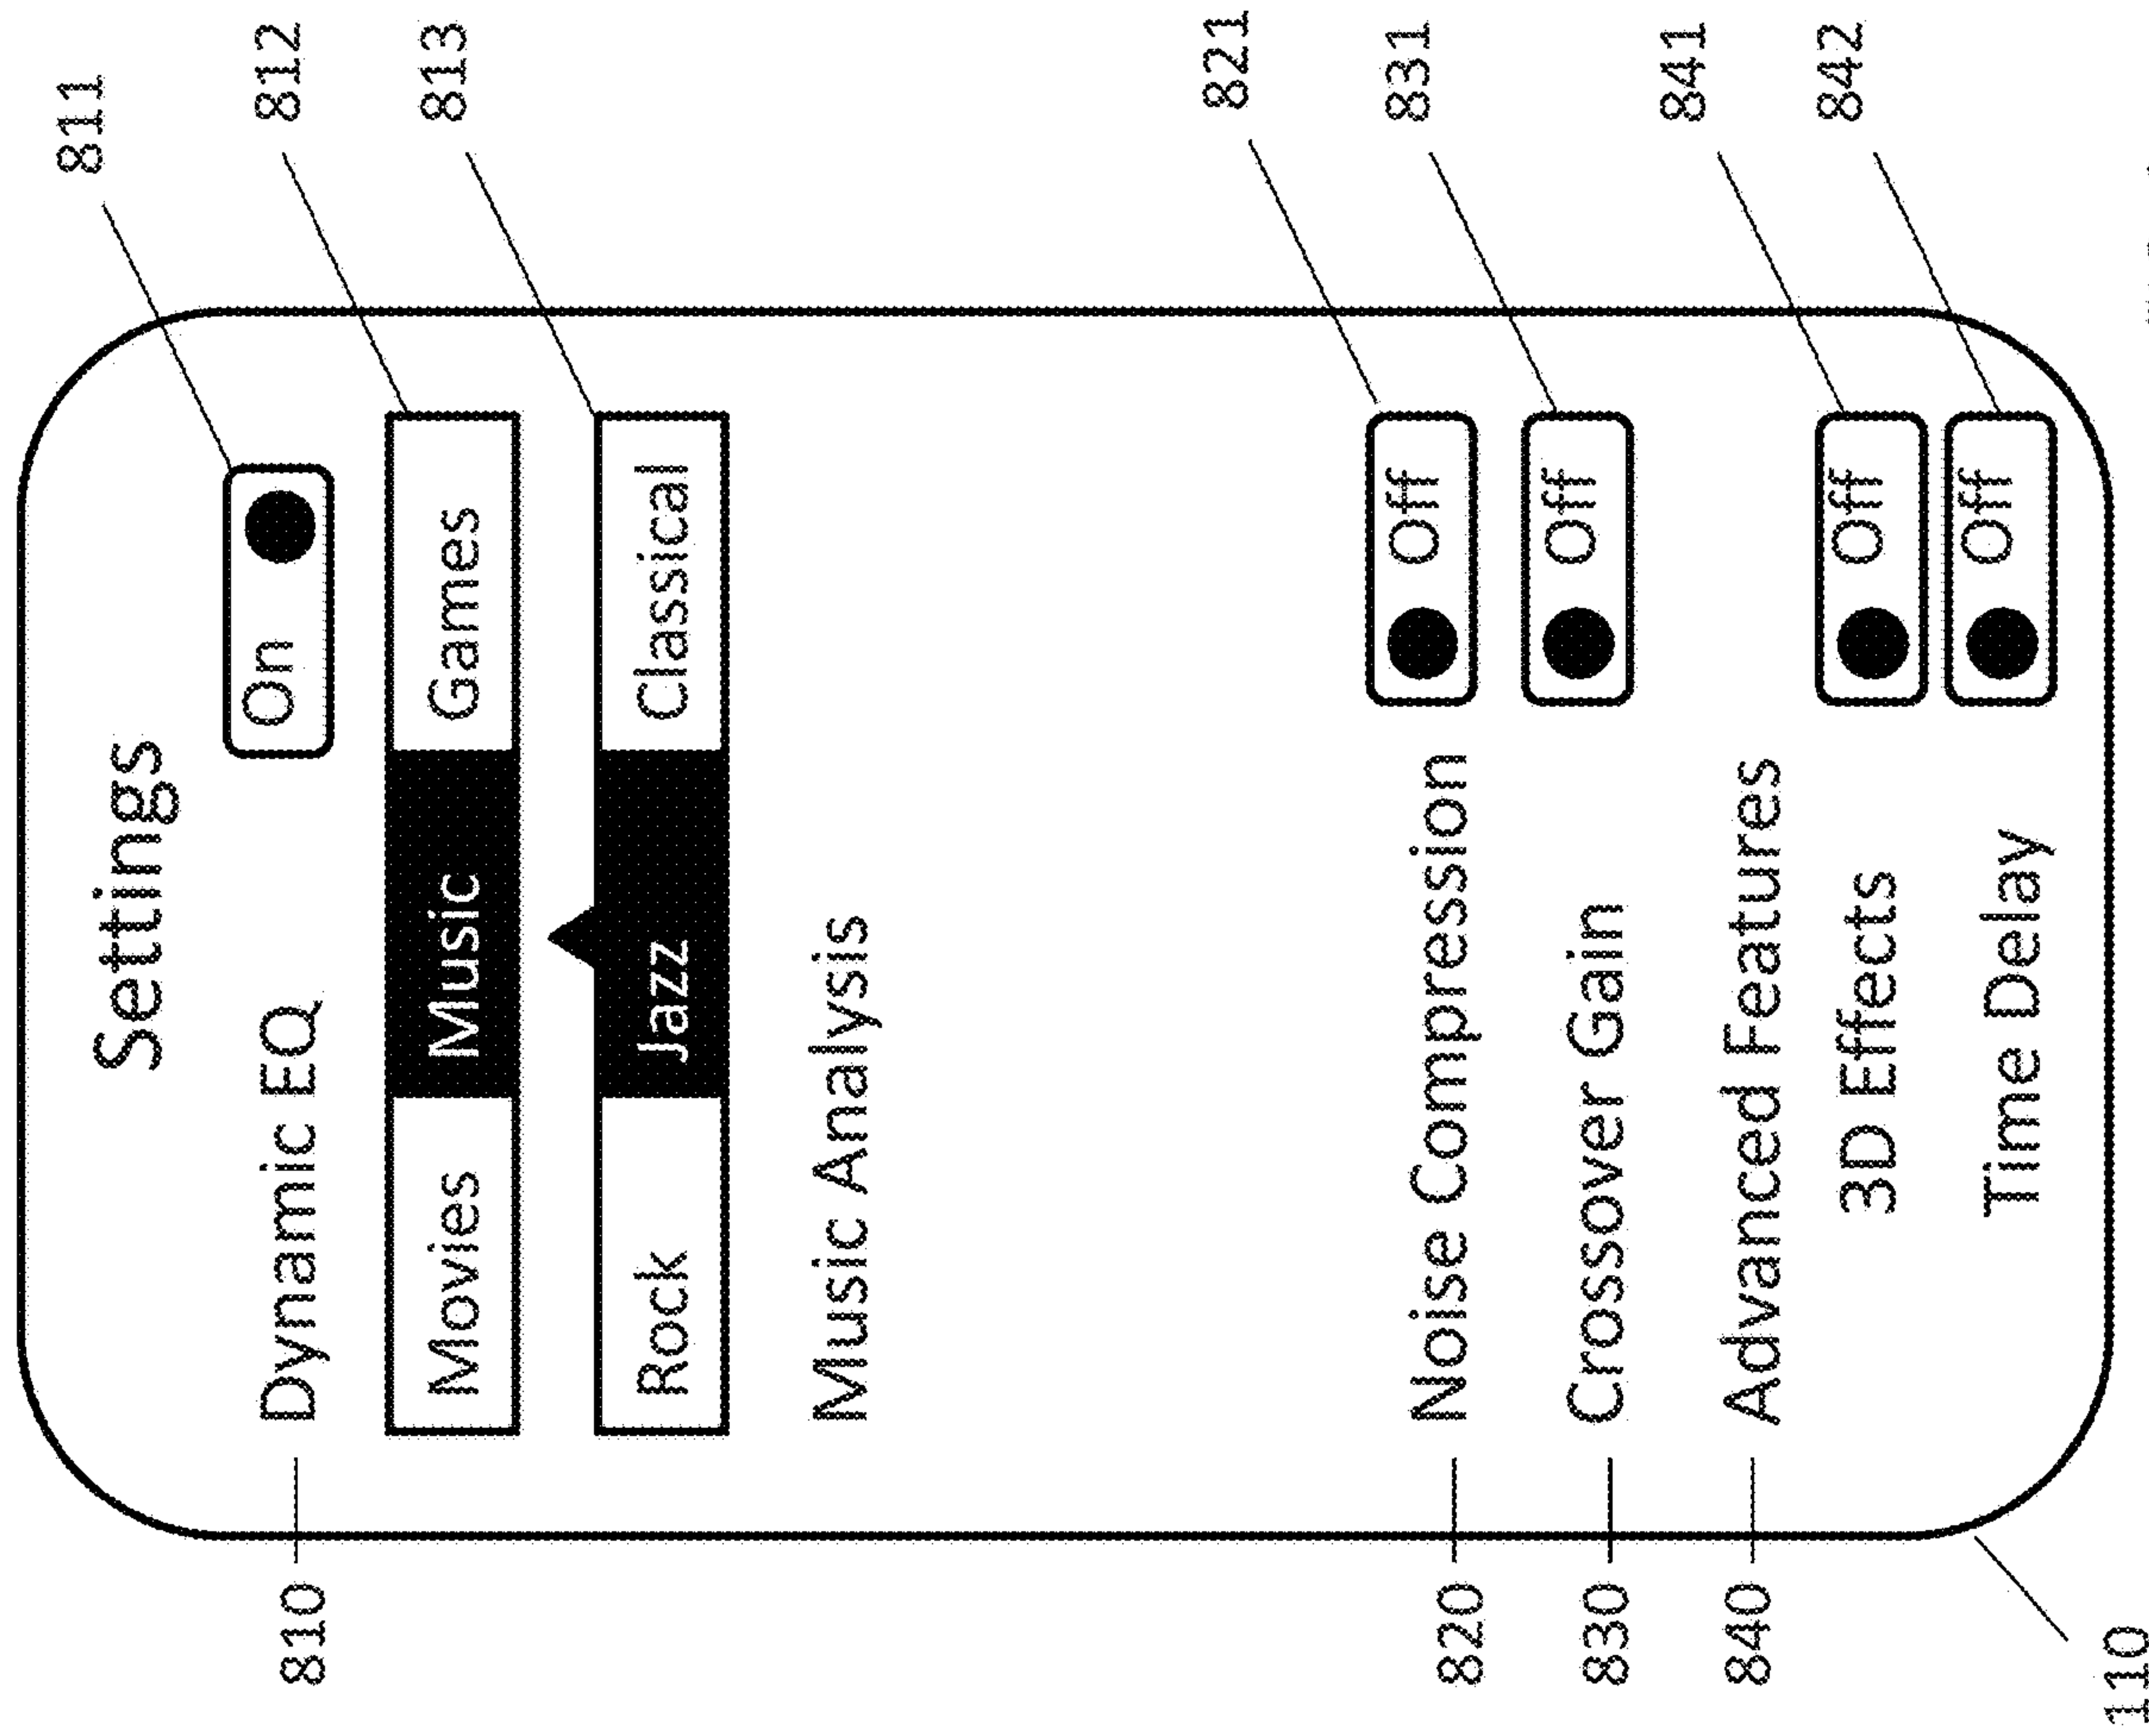 Settings
811
810 Dynamic EQ On
812
Movies Music Games
813
Rock Jazz Classical
Music Analysis
821
820 Noise Compression Off
831
830 Crossover Gain Off
840 Advanced Features
841
3D Effects Off
842
Time Delay Off
110